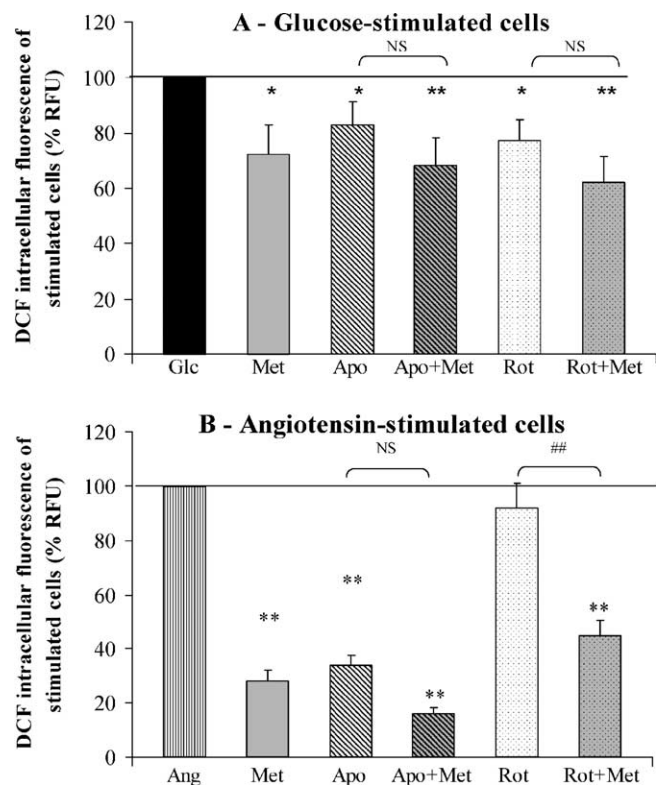 A - Glucose-stimulated cells
DCF intracellular fluorescence of
stimulated cells (% RFU)
120
100
80
60
40
20
0
NS
NS
*
*
**
*
**
Glc Met Apo Apo+Met Rot Rot+Met
B - Angiotensin-stimulated cells
DCF intracellular fluorescence of
stimulated cells (% RFU)
120
100
80
60
40
20
0
NS
##
**
**
**
**
Ang Met Apo Apo+Met Rot Rot+Met